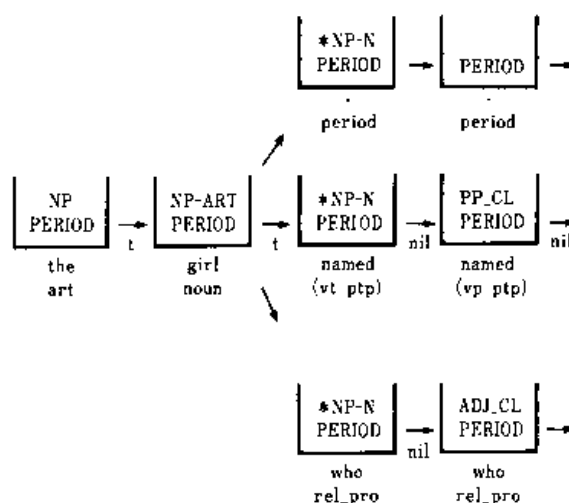 *NP-N
PERIOD
PERIOD
.
.
period
period
NP
PERIOD
NP-ART
PERIOD
*NP-N
PERIOD
PP_CL
PERIOD
t
t
nil
nil
the
art
girl
noun
named
(vt ptp)
named
(vp ptp)
*NP-N
PERIOD
ADJ_CL
PERIOD
nil
who
rel_pro
who
rel_pro